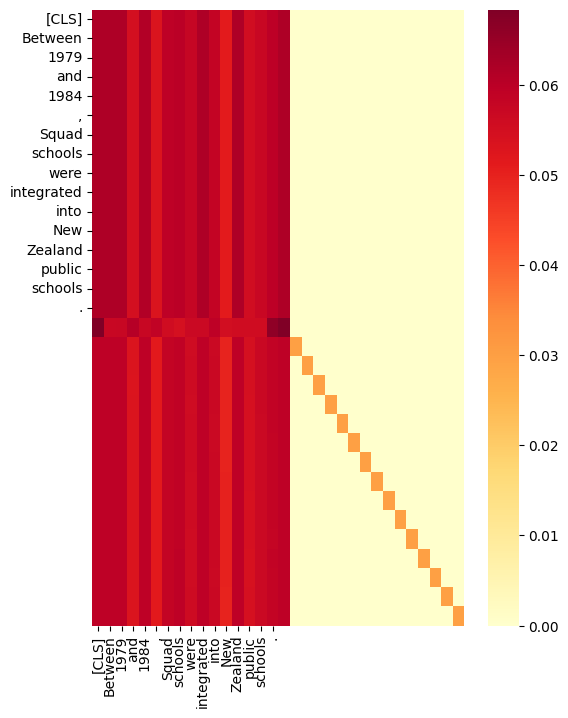 [CLS]
Between
1979
and
1984
,
Squad
schools
were
integrated
into
New
Zealand
public
schools
.
0.06
0.05
0.04
0.03
0.02
0.01
0.00
[CLS]
Between
1979
and
1984
,
Squad
schools
were
integrated
into
New
Zealand
public
schools
.